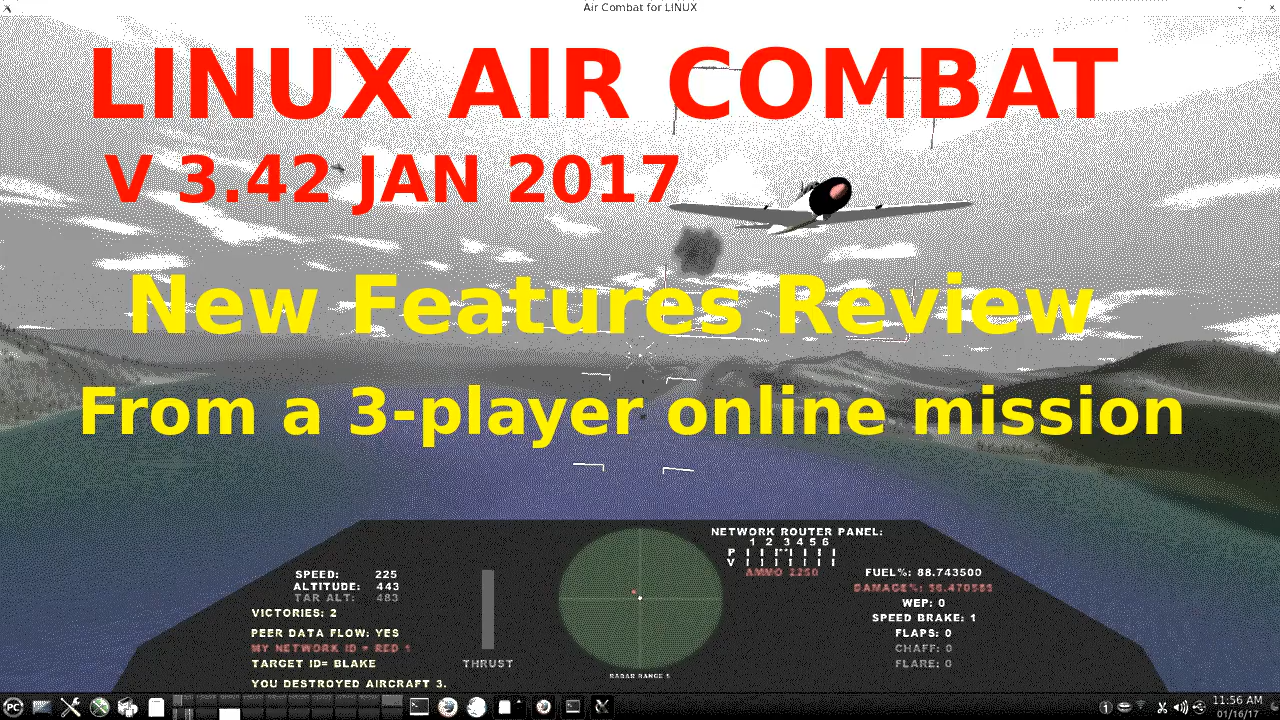 Air Combat for LINUX
LINUX AIR COMBAT
V 3.42 JAN 2017
New Features Review
From a 3-player online mission
NETWORK ROUTER PANEL:
1 2 3 4 5 6
P
V
AMMO 2250
SPEED: 225
ALTITUDE: 443
TAR ALT: 483
VICTORIES: 2
PEER DATA FLOW: YES
MY NETWORK ID = RED 1
TARGET ID= BLAKE
YOU DESTROYED AIRCRAFT 3.
THRUST
RADAR RANGE
FUEL%: 88.743500
DAMAGE%:
WEP: 0
SPEED BRAKE: 1
FLAPS: 0
CHAFF: 0
FLARE: 0
PC
11:56 AM
01/16/17